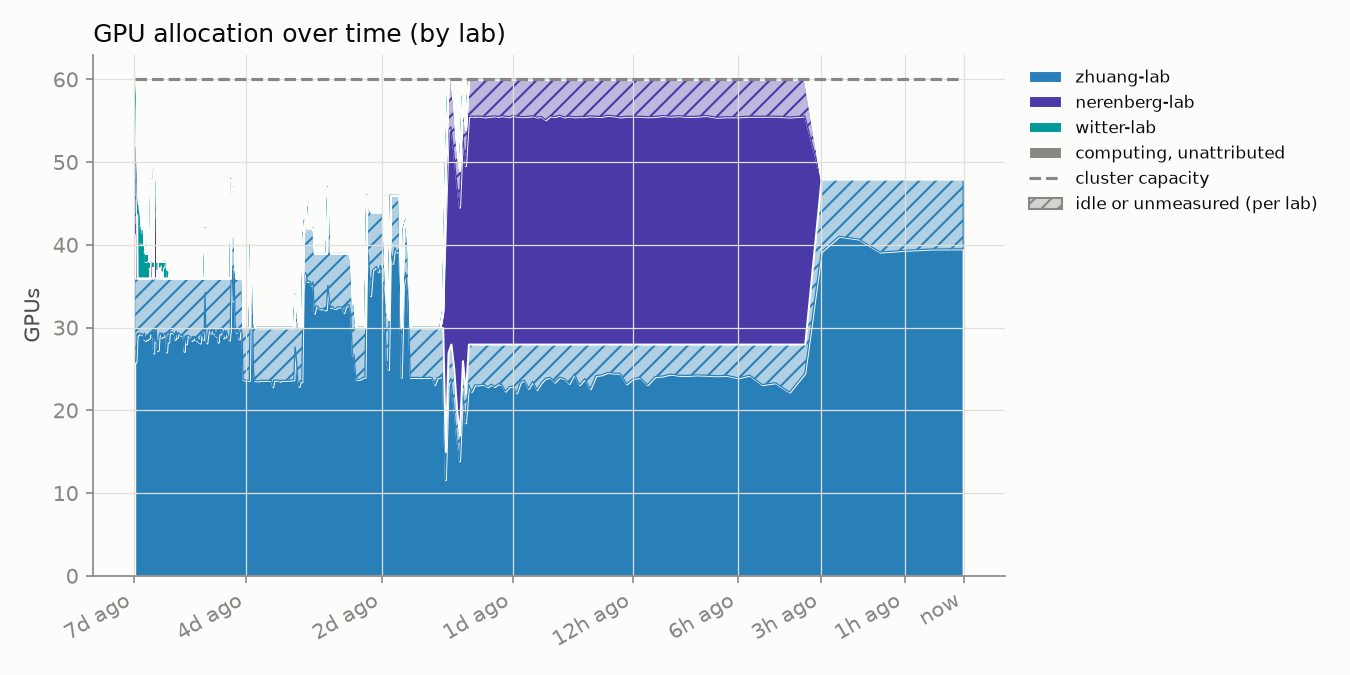 GPU allocation over time (by lab)
GPUs
60
50
40
30
20
10
0
7d ago
4d ago
2d ago
1d ago
12h ago
6h ago
3h ago
1h ago
now
zhuang-lab
nerenberg-lab
witter-lab
computing, unattributed
cluster capacity
idle or unmeasured (per lab)